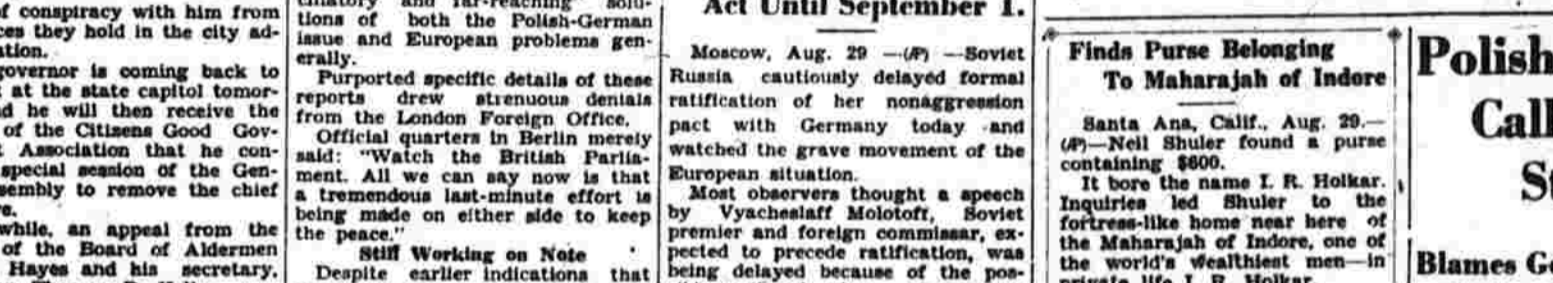 of conspiracy with him from
ces they hold in the city ad-
ation.
governor is coming back to
at the state capitol tomor-
nd he will then receive the
of the Citizens Good Gov-
Association that he con-
special session of the Gen-
sembly to remove the chief
while, an appeal from the
of the Board of Aldermen
Hayes and his secretary.
and far-reaching solu-
tions of both the Polish-German
issue and European problems gen-
erally.
Purported specific details of these
reports drew strenuous denials
from the London Foreign Office.
Official quarters in Berlin merely
said: "Watch the British Parlia-
ment. All we can say now is that
a tremendous last-minute effort is
being made on either side to keep
the peace."
Still Working on Note
Despite earlier indications that
Act Until September 1.
Moscow, Aug. 29 —(AP) —Soviet
Russia cautiously delayed formal
ratification of her nonaggression
pact with Germany today and
watched the grave movement of the
European situation.
Most observers thought a speech
by Vyacheslaff Molotoff, Soviet
premier and foreign commissar, ex-
pected to precede ratification, was
being delayed because of the pos-
Finds Purse Belonging
To Maharajah of Indore
Santa Ana, Calif., Aug. 29.—
(AP)—Neil Shuler found a purse
containing $600.
It bore the name I. R. Holkar.
Inquiries led Shuler to the
fortress-like home near here of
the Maharajah of Indore, one of
the world's wealthiest men—in
private life I. R. Holkar.
Polish
Call
St
Blames Ge